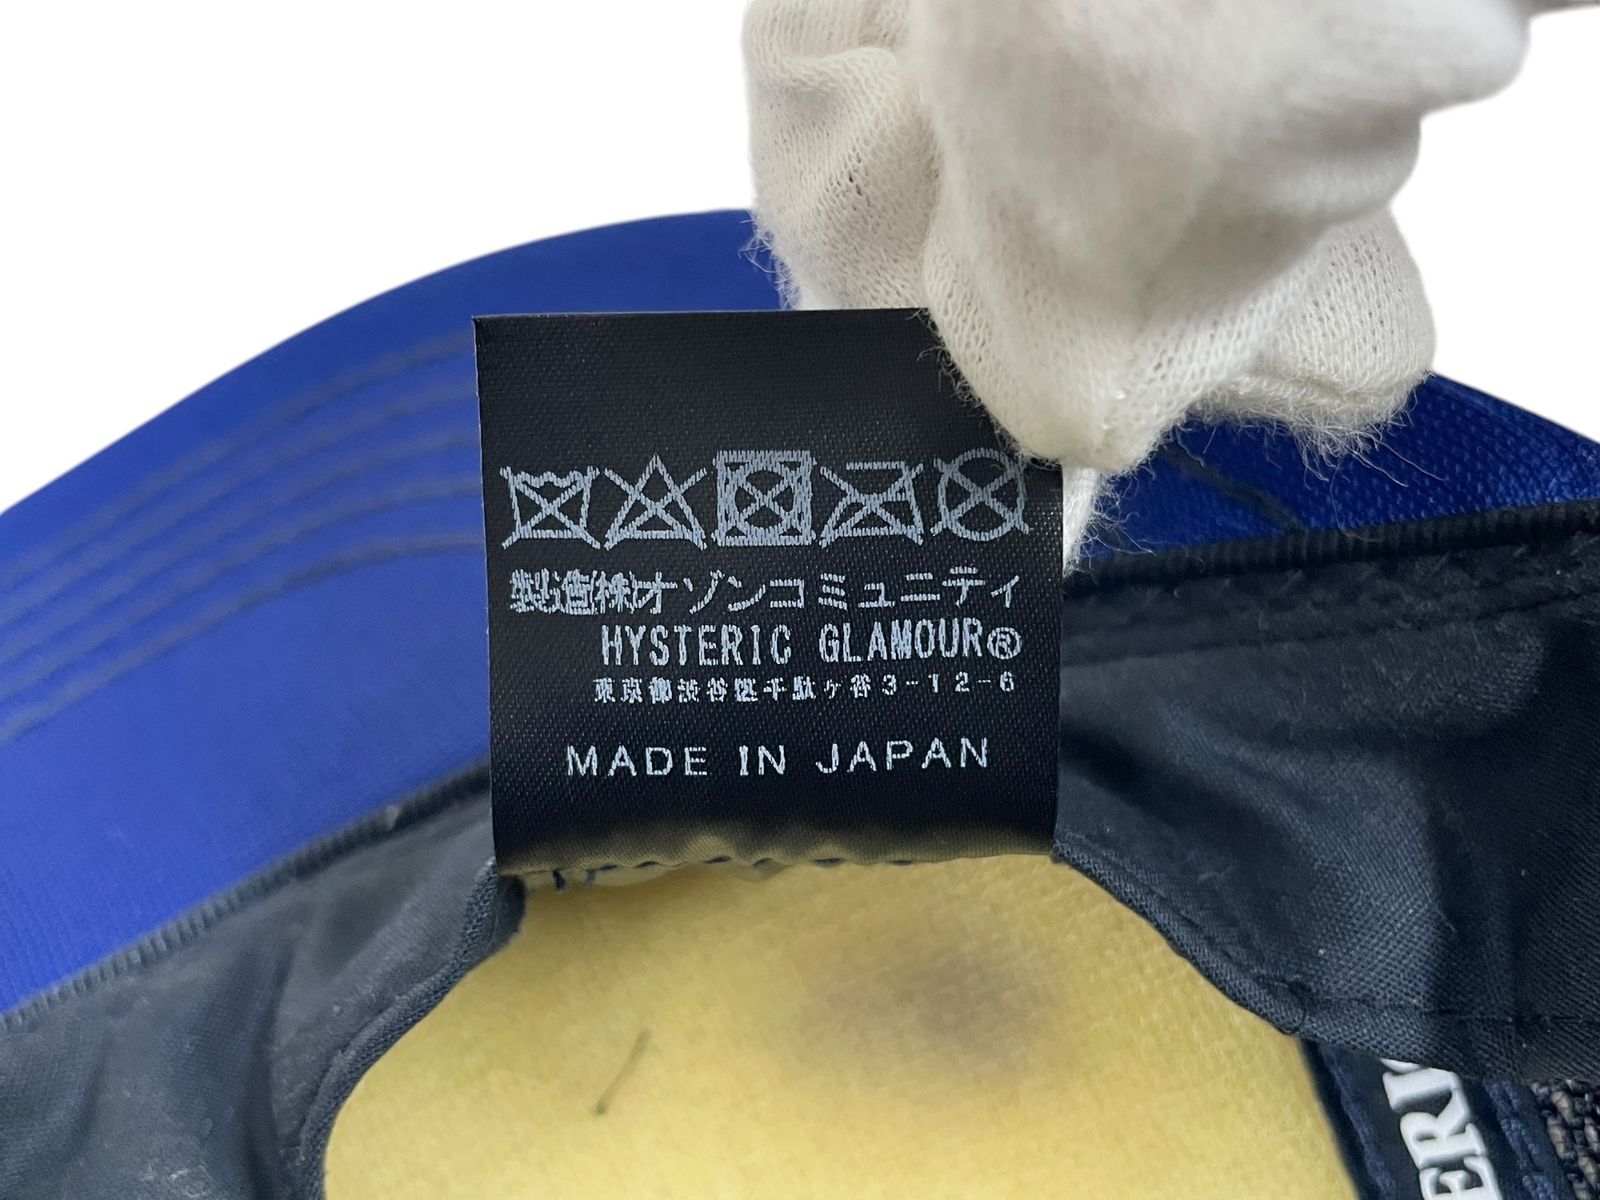 製造(株)オゾンコミュニティ
HYSTERIC GLAMOUR®
東京都渋谷区千駄ヶ谷3-12-6
MADE IN JAPAN
ERI